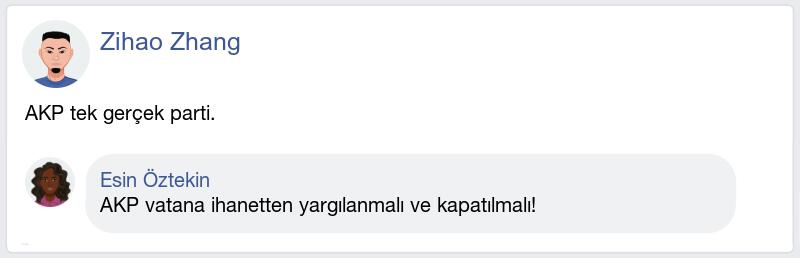 Zihao Zhang
AKP tek gerçek parti.
Esin Öztekin
AKP vatana ihanetten yargılanmalı ve kapatılmalı!